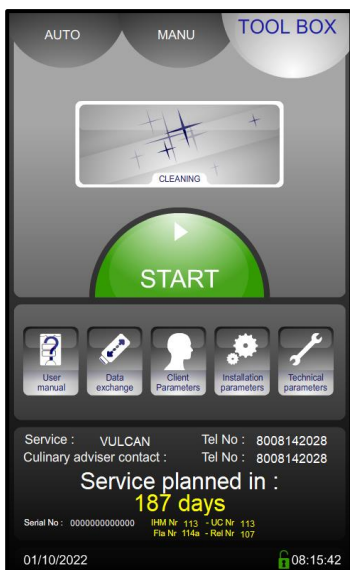 AUTO MANU TOOL BOX
CLEANING
START
User manual
Data exchange
Client Parameters
Installation parameters
Technical parameters
Service : VULCAN Tel No : 8008142028
Culinary adviser contact : Tel No : 8008142028
Service planned in :
187 days
Serial No : 0000000000000 IHM Nr 113 - UC Nr 113
Fla Nr 114a - Rel Nr 107
01/10/2022 08:15:42